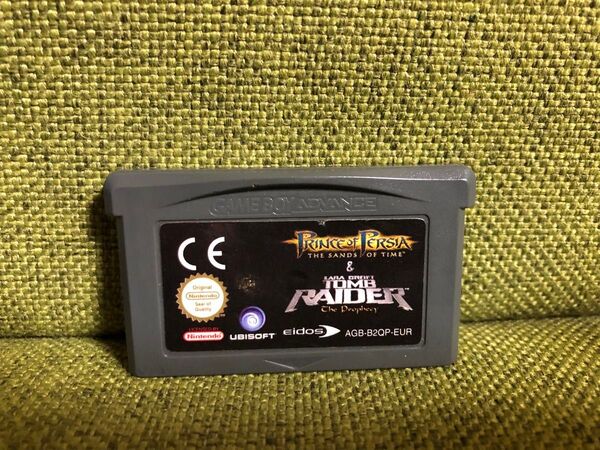 GAME BOY ADVANCE
CE
PRINCE OF PERSIA
THE SANDS OF TIME
&
LARA CROFT
TOMB
RAIDER
The Prophecy
Original
Nintendo
Seal of
Quality
LICENSED BY
Nintendo
UBISOFT
eidos
AGB-B2QP-EUR